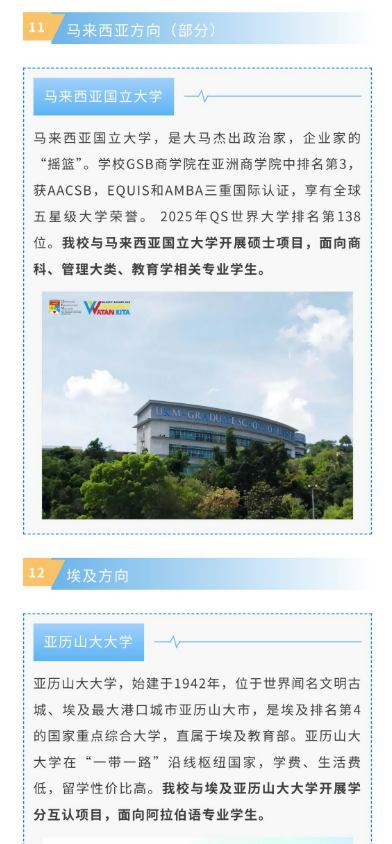 11 马来西亚方向（部分）
马来西亚国立大学
马来西亚国立大学，是大马杰出政治家，企业家的
“摇篮”。学校GSB商学院在亚洲商学院中排名第3，
获AACSB，EQUIS和AMBA三重国际认证，享有全球
五星级大学荣誉。 2025年QS世界大学排名第138
位。我校与马来西亚国立大学开展硕士项目，面向商
科、管理大类、教育学相关专业学生。
WATAN KITA
UKM GRADUATE SCHOOL OF
12 埃及方向
亚历山大大学
亚历山大大学，始建于1942年，位于世界闻名文明古
城、埃及最大港口城市亚历山大市，是埃及排名第4
的国家重点综合大学，直属于埃及教育部。亚历山大
大学在“一带一路”沿线枢纽国家，学费、生活费
低，留学性价比高。我校与埃及亚历山大大学开展学
分互认项目，面向阿拉伯语专业学生。